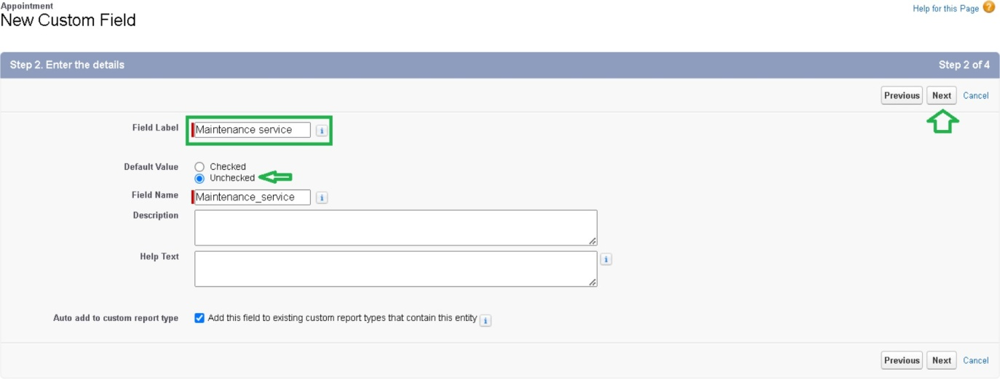 Appointment
New Custom Field
Help for this Page
Step 2. Enter the details
Step 2 of 4
Previous Next Cancel
Field Label Maintenance service
Default Value Checked
Unchecked
Field Name Maintenance_service
Description
Help Text
Auto add to custom report type Add this field to existing custom report types that contain this entity
Previous Next Cancel